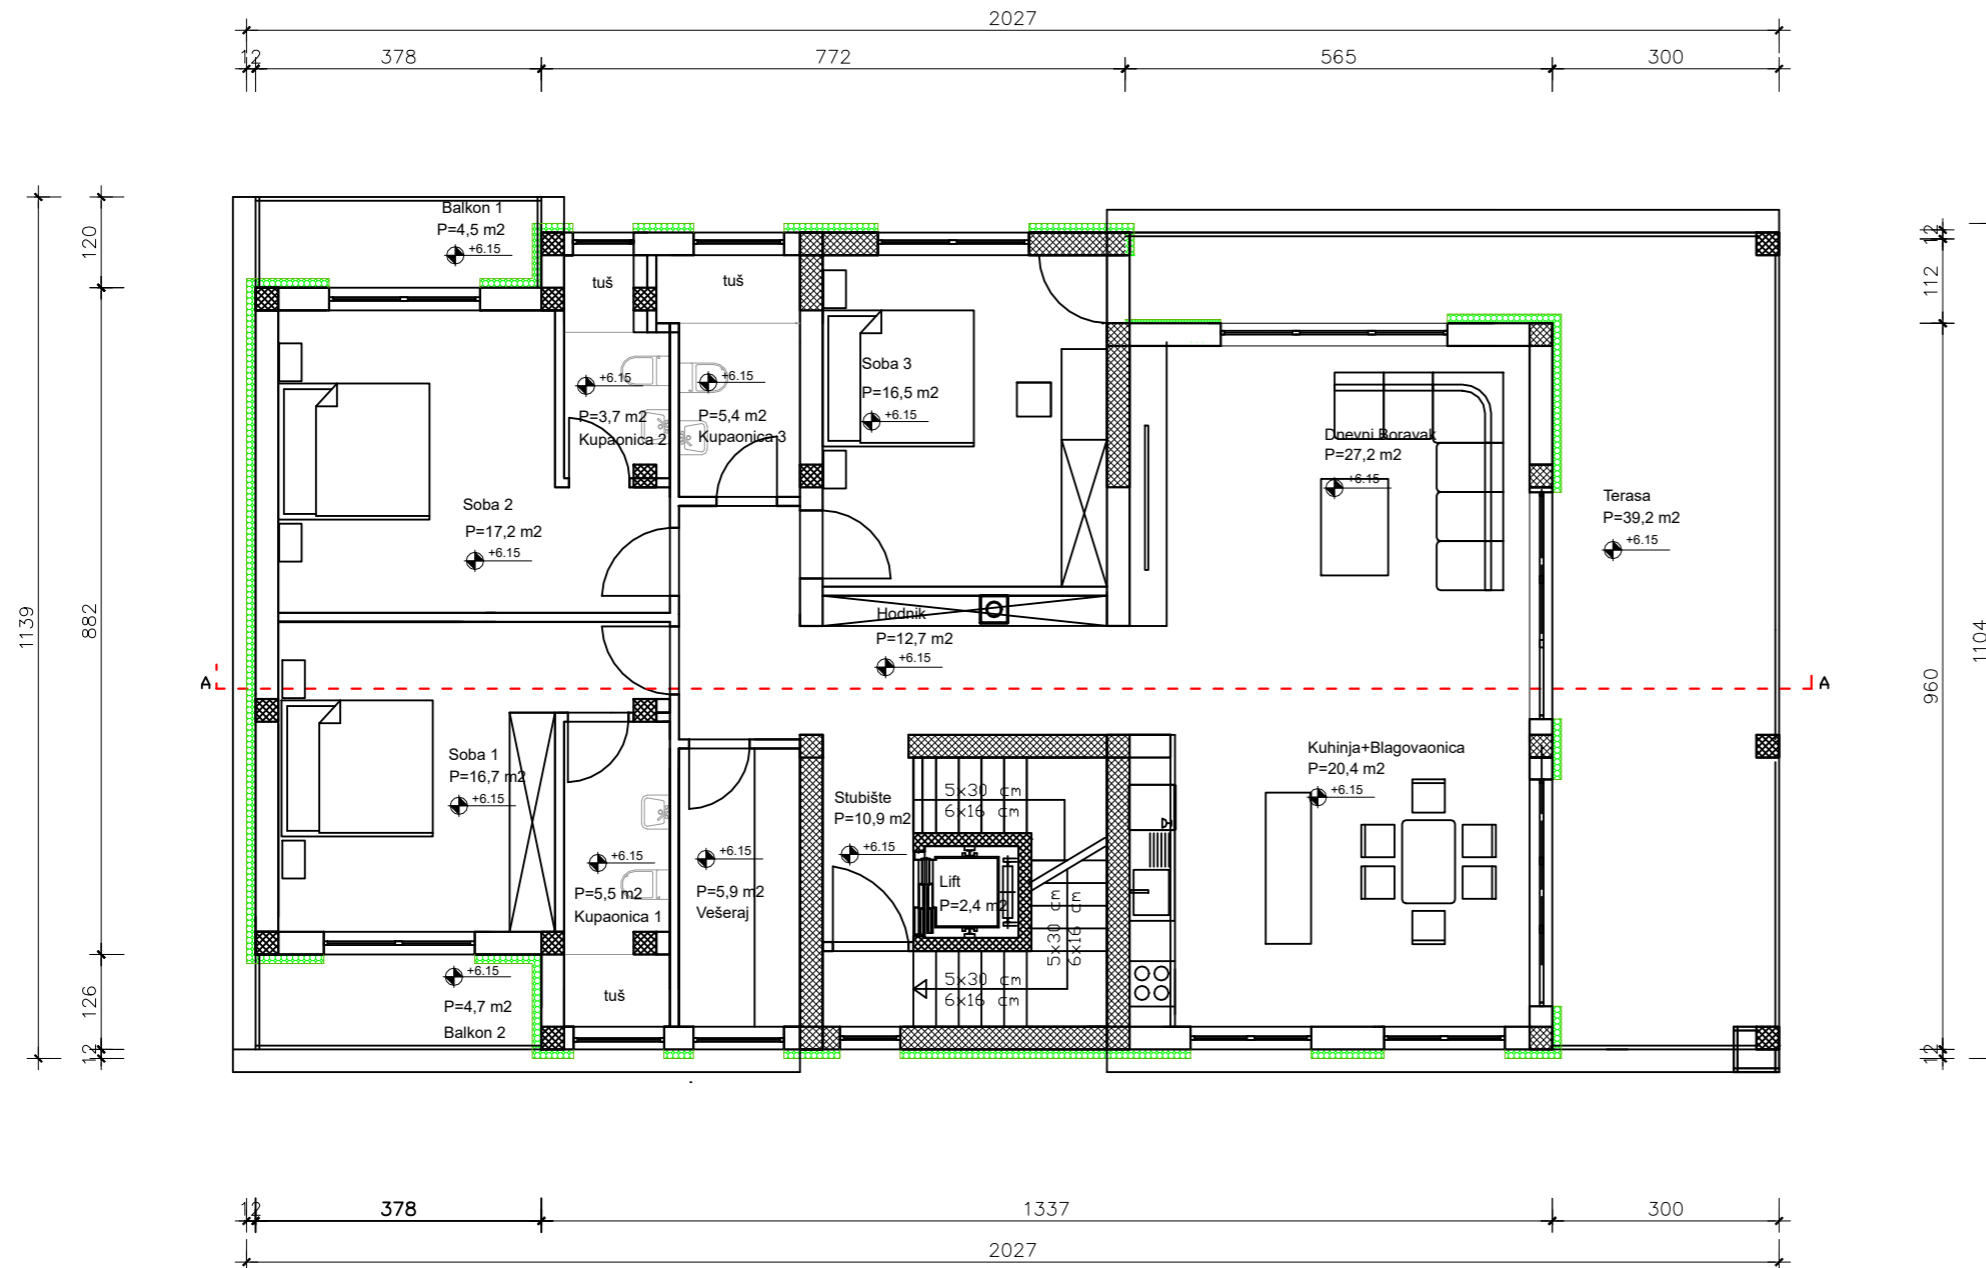 2027
12
378
772
565
300
Balkon 1
P=4,5 m2
+6.15
tuš
tuš
120
12
112
Soba 3
P=16,5 m2
+6.15
+6.15
P=3,7 m2
Kupaonica 2
+6.15
P=5,4 m2
Kupaonica 3
Dnevni Boravak
P=27,2 m2
+6.15
Soba 2
P=17,2 m2
+6.15
Terasa
P=39,2 m2
+6.15
1139
882
1104
960
Hodnik
P=12,7 m2
+6.15
A
A
Soba 1
P=16,7 m2
+6.15
Kuhinja+Blagovaonica
P=20,4 m2
+6.15
Stubište
P=10,9 m2
+6.15
5x30 cm
6x16 cm
Lift
P=2,4 m2
5x30 cm
6x16 cm
+6.15
P=5,5 m2
Kupaonica 1
+6.15
P=5,9 m2
Vešeraj
5x30 cm
6x16 cm
+6.15
P=4,7 m2
Balkon 2
tuš
126
12
12
12
378
1337
300
2027